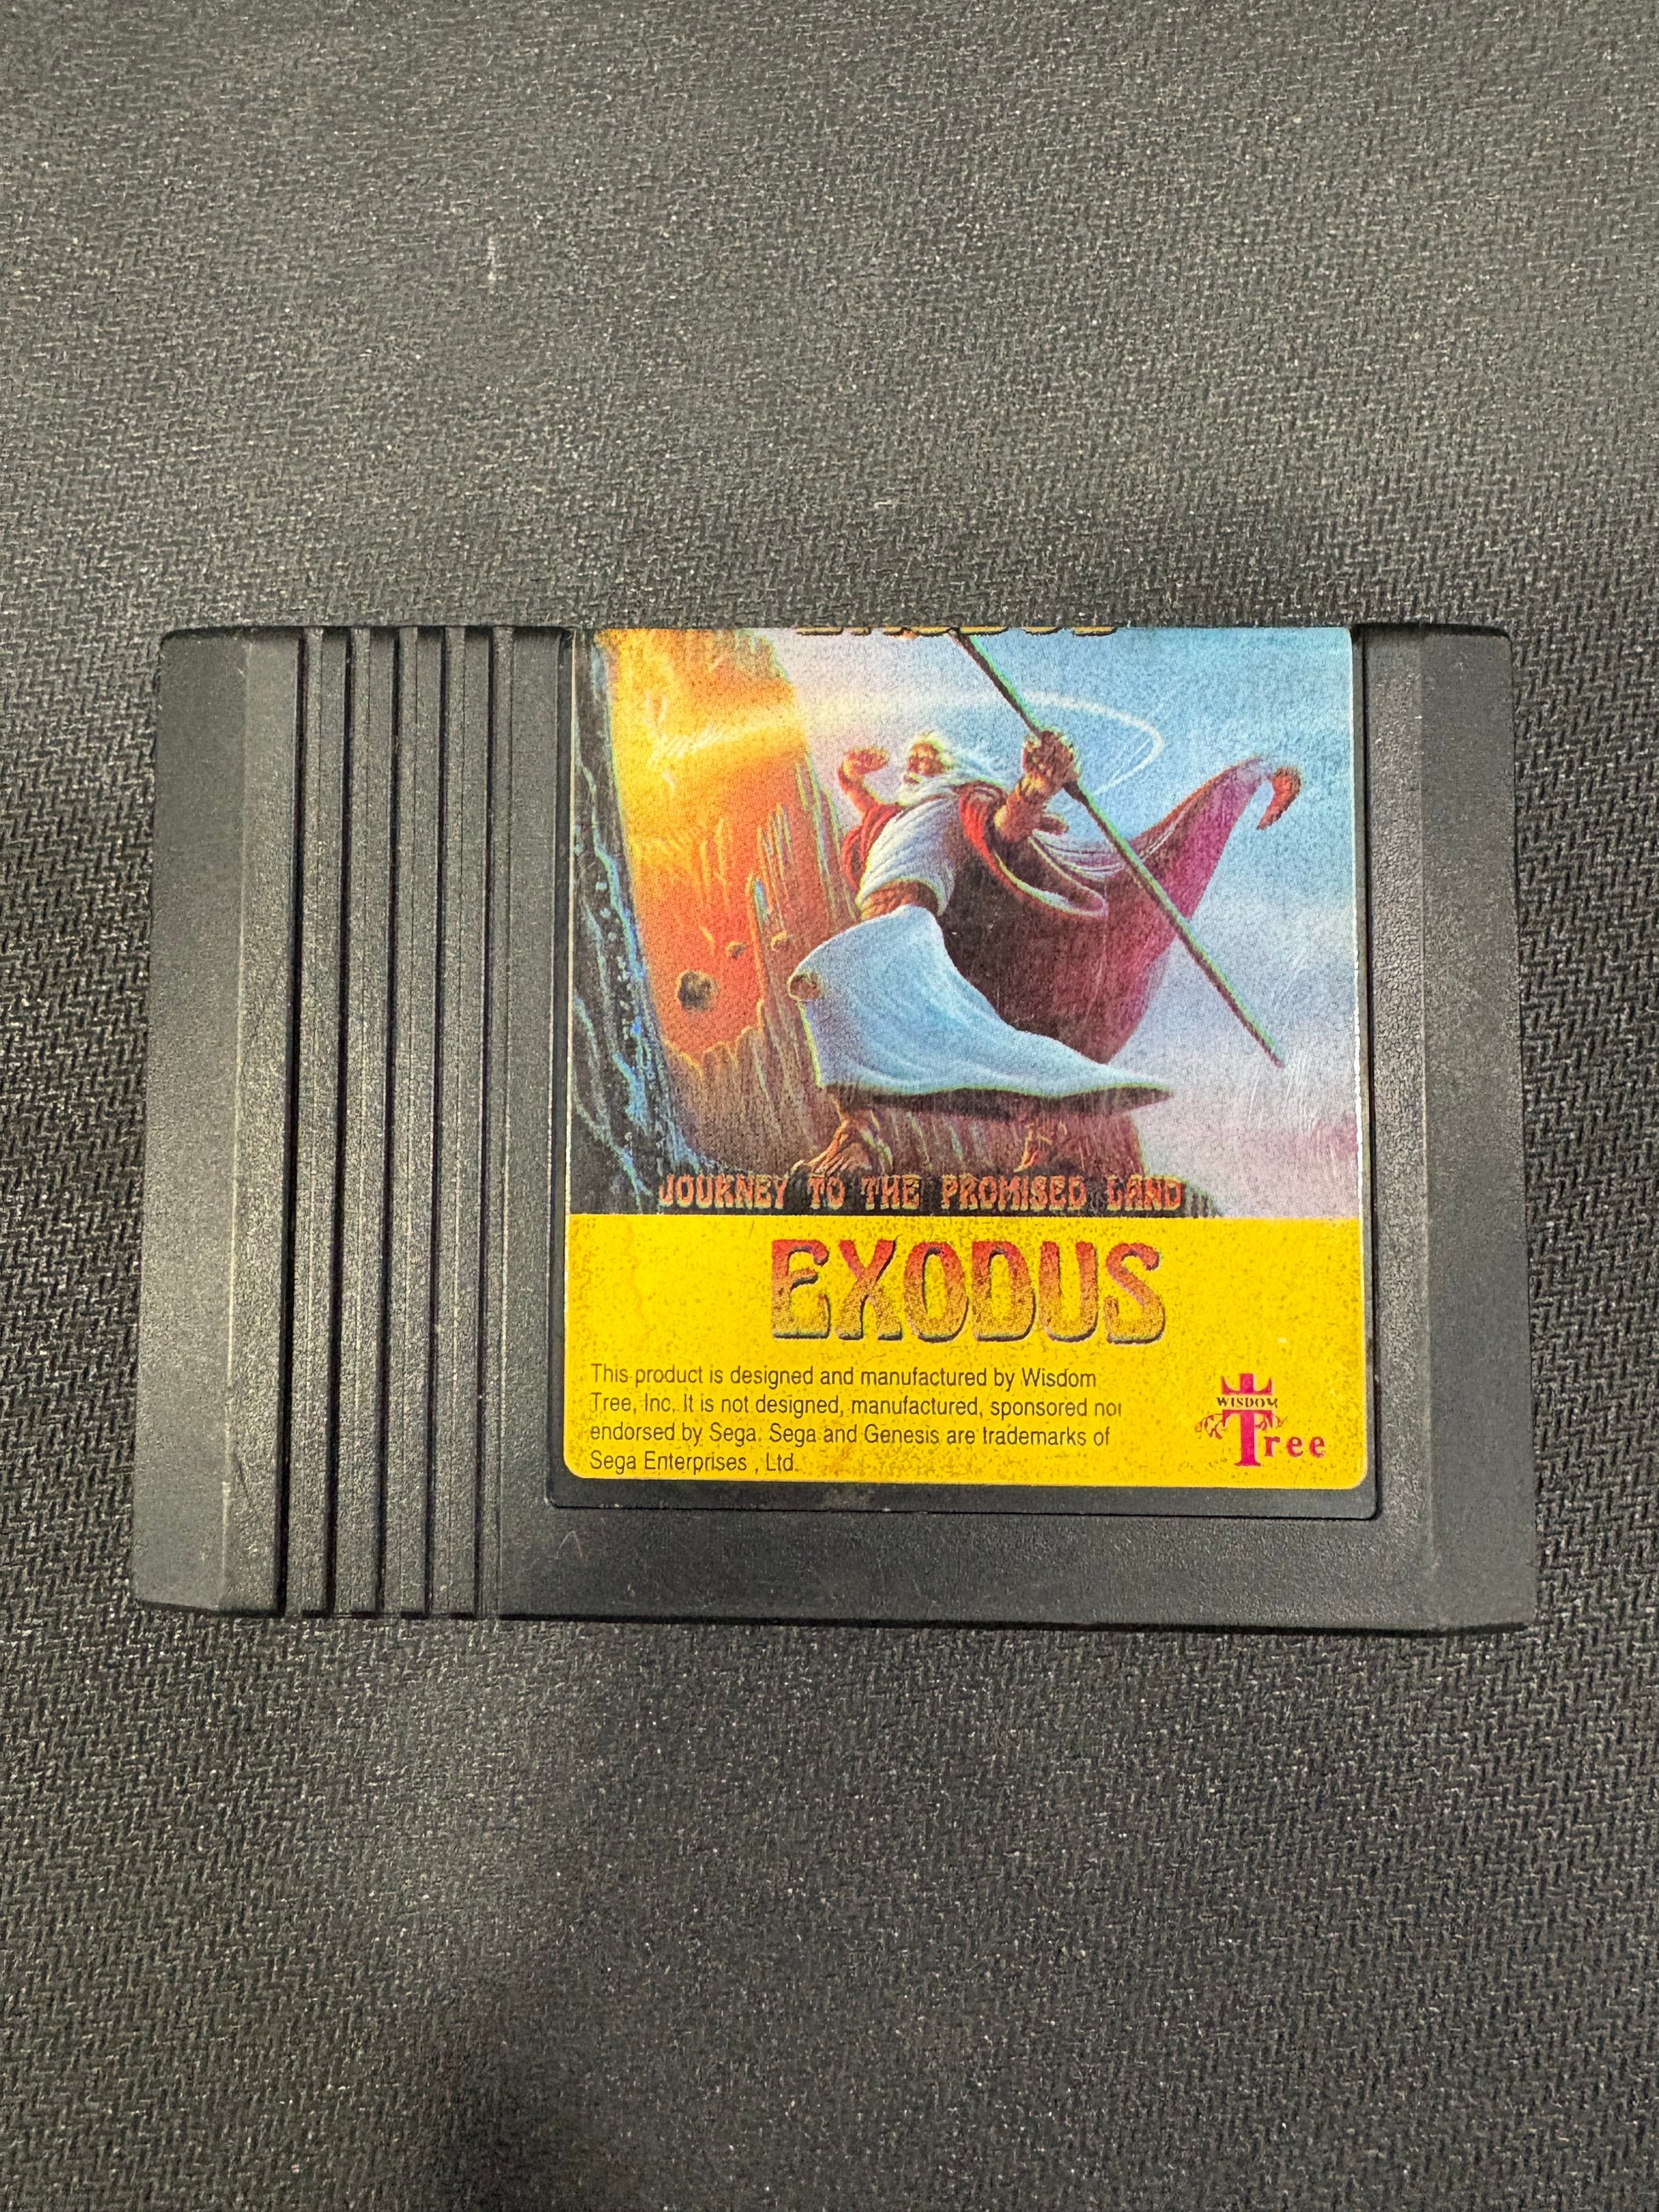 JOURNEY TO THE PROMISED LAND
EXODUS
This product is designed and manufactured by Wisdom
Tree, Inc. It is not designed, manufactured, sponsored nor
endorsed by Sega. Sega and Genesis are trademarks of
Sega Enterprises , Ltd.
WISDOM
Tree